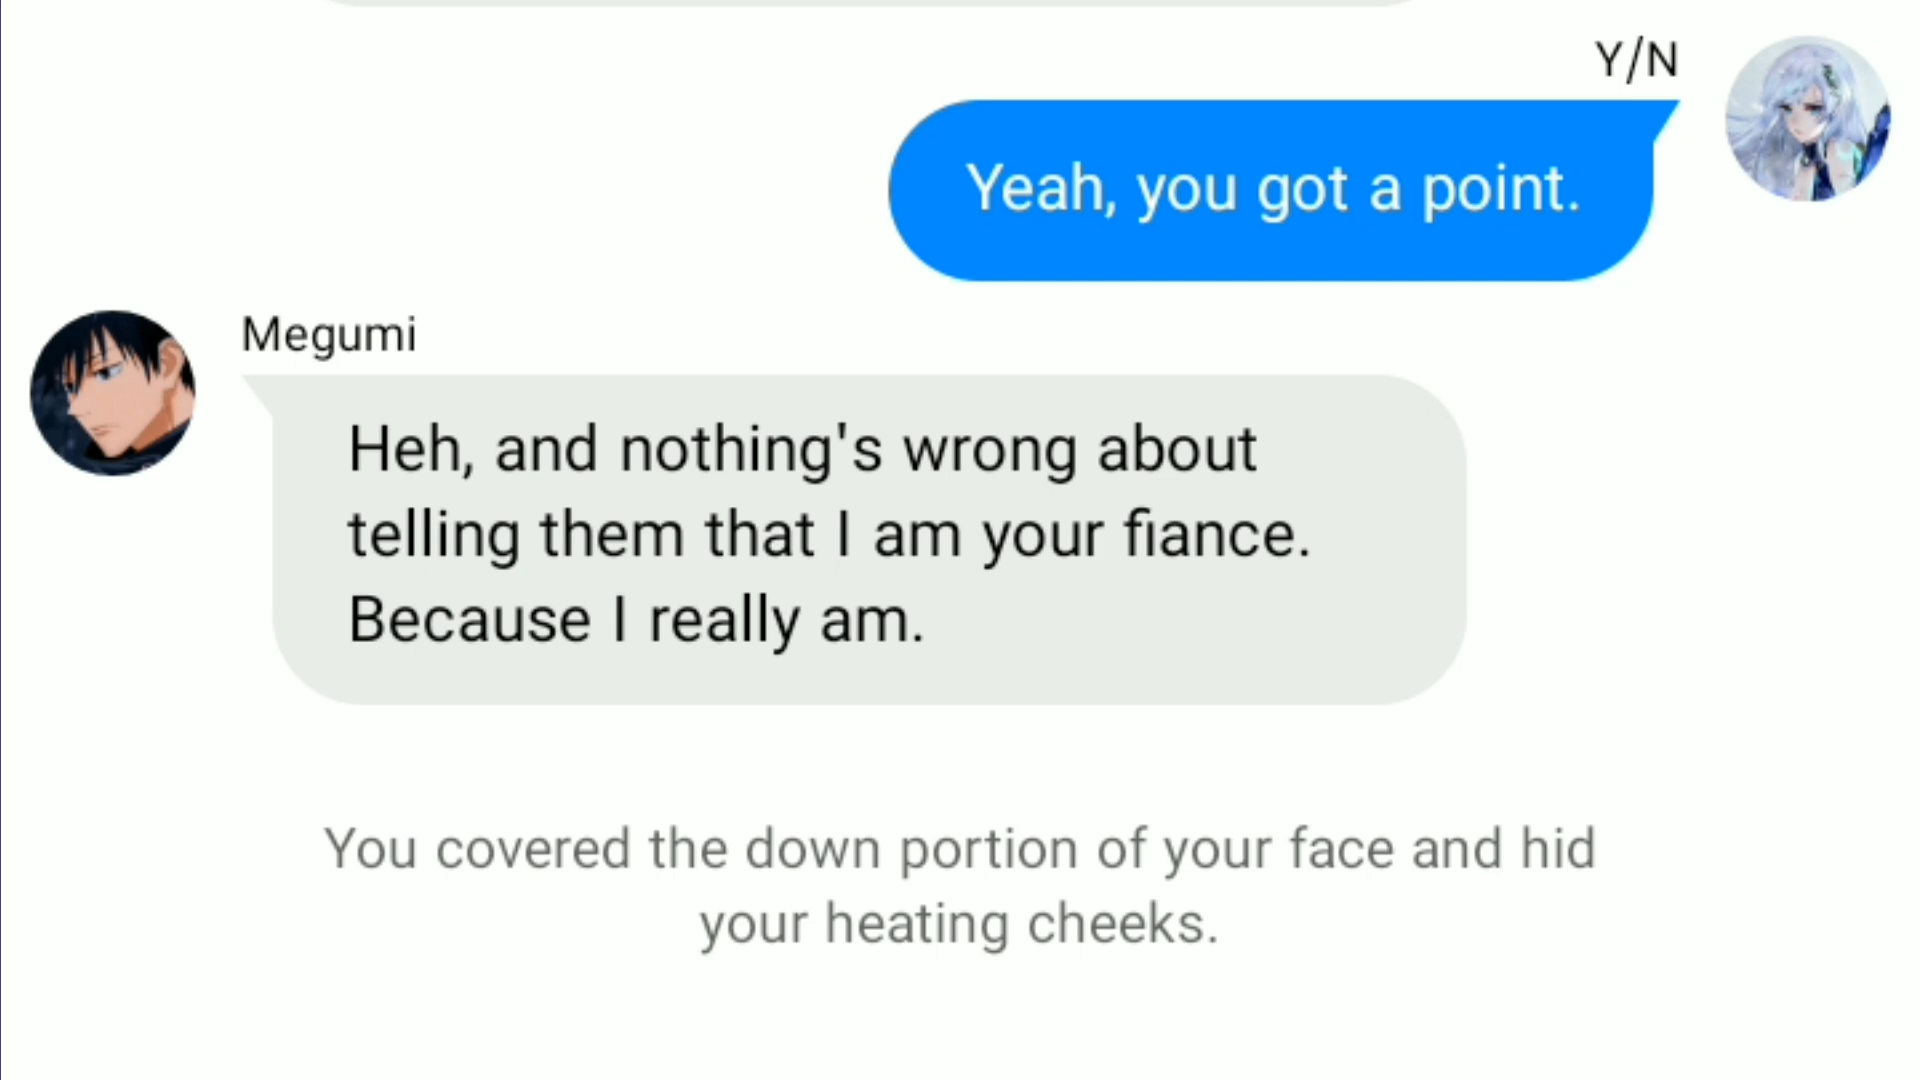 Y/N
Yeah, you got a point.
Megumi
Heh, and nothing's wrong about
telling them that I am your fiance.
Because I really am.
You covered the down portion of your face and hid
your heating cheeks.